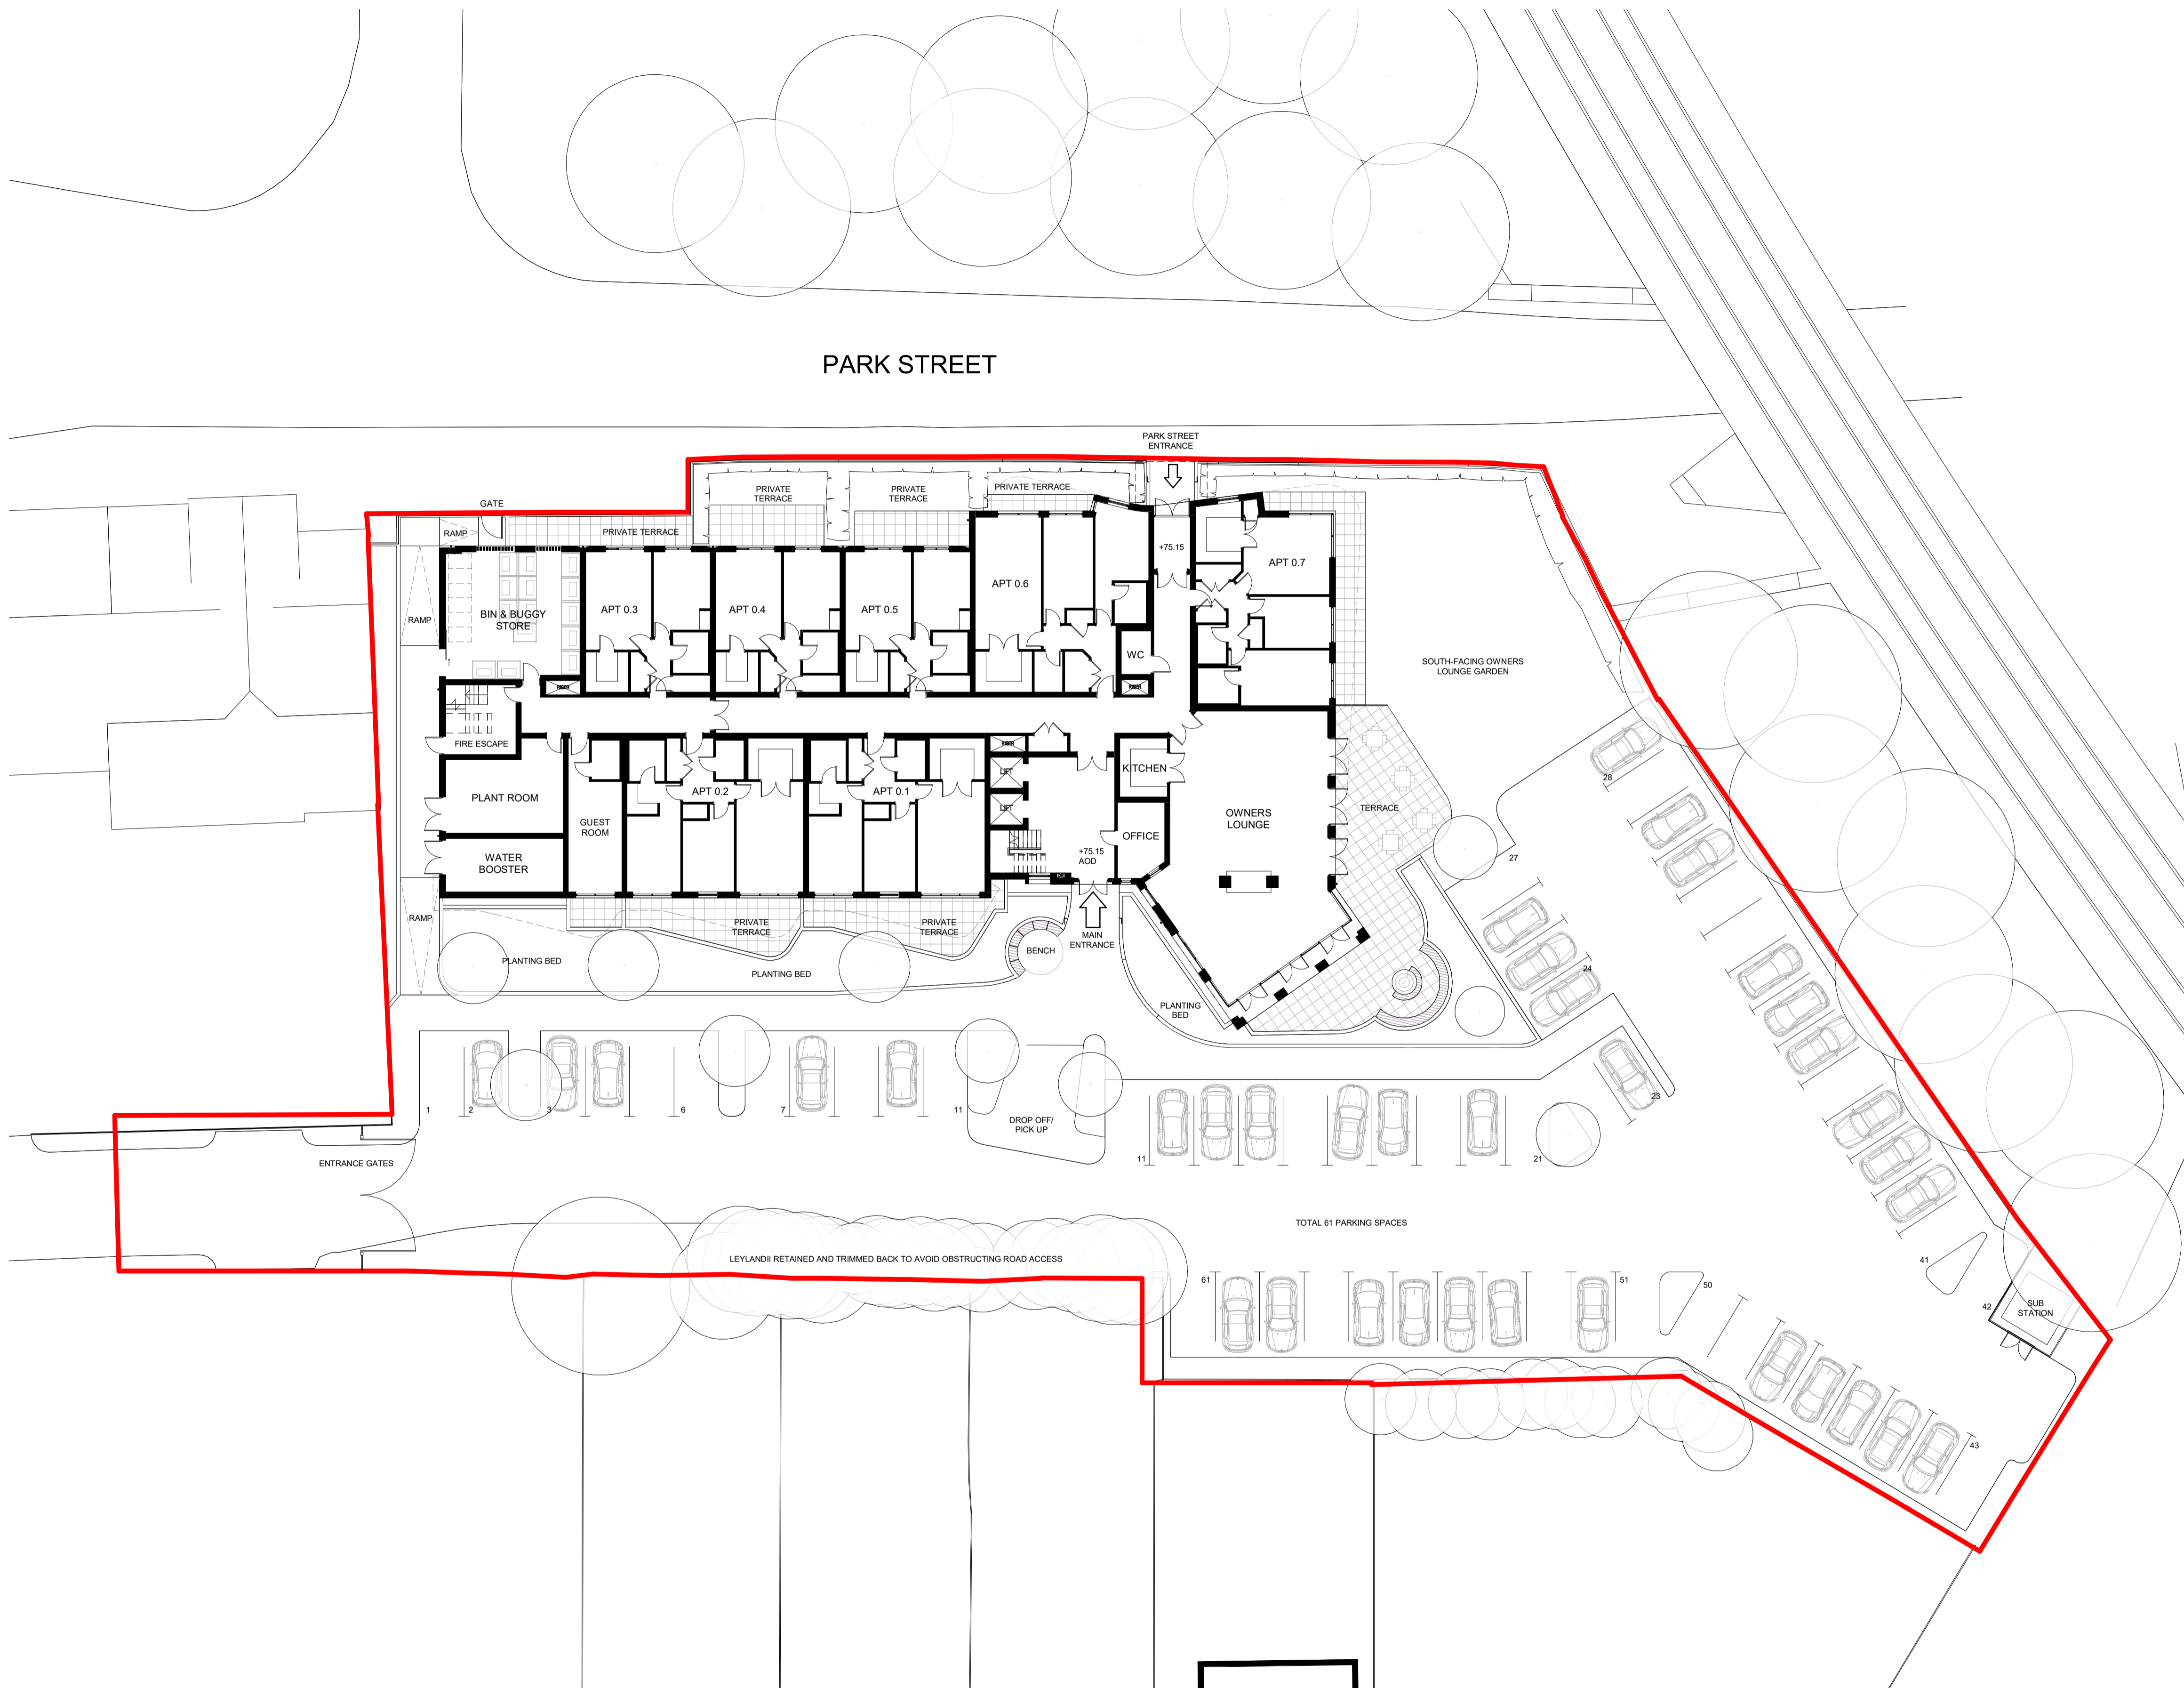 PARK STREET
PARK STREET
ENTRANCE
PRIVATE
TERRACE
PRIVATE
TERRACE
PRIVATE TERRACE
GATE
RAMP
PRIVATE TERRACE
+75.15
APT 0.7
APT 0.6
BIN & BUGGY
STORE
APT 0.3
APT 0.4
APT 0.5
RAMP
WC
SOUTH-FACING OWNERS
LOUNGE GARDEN
FIRE ESCAPE
LIFT
KITCHEN
28
PLANT ROOM
APT 0.2
APT 0.1
GUEST
ROOM
LIFT
TERRACE
OWNERS
LOUNGE
OFFICE
+75.15
AOD
WATER
BOOSTER
27
RAMP
PRIVATE
TERRACE
PRIVATE
TERRACE
MAIN
ENTRANCE
BENCH
PLANTING BED
PLANTING BED
24
PLANTING
BED
23
1
2
3
6
7
11
DROP OFF/
PICK UP
11
21
ENTRANCE GATES
TOTAL 61 PARKING SPACES
LEYLANDII RETAINED AND TRIMMED BACK TO AVOID OBSTRUCTING ROAD ACCESS
41
61
51
50
42
SUB
STATION
43